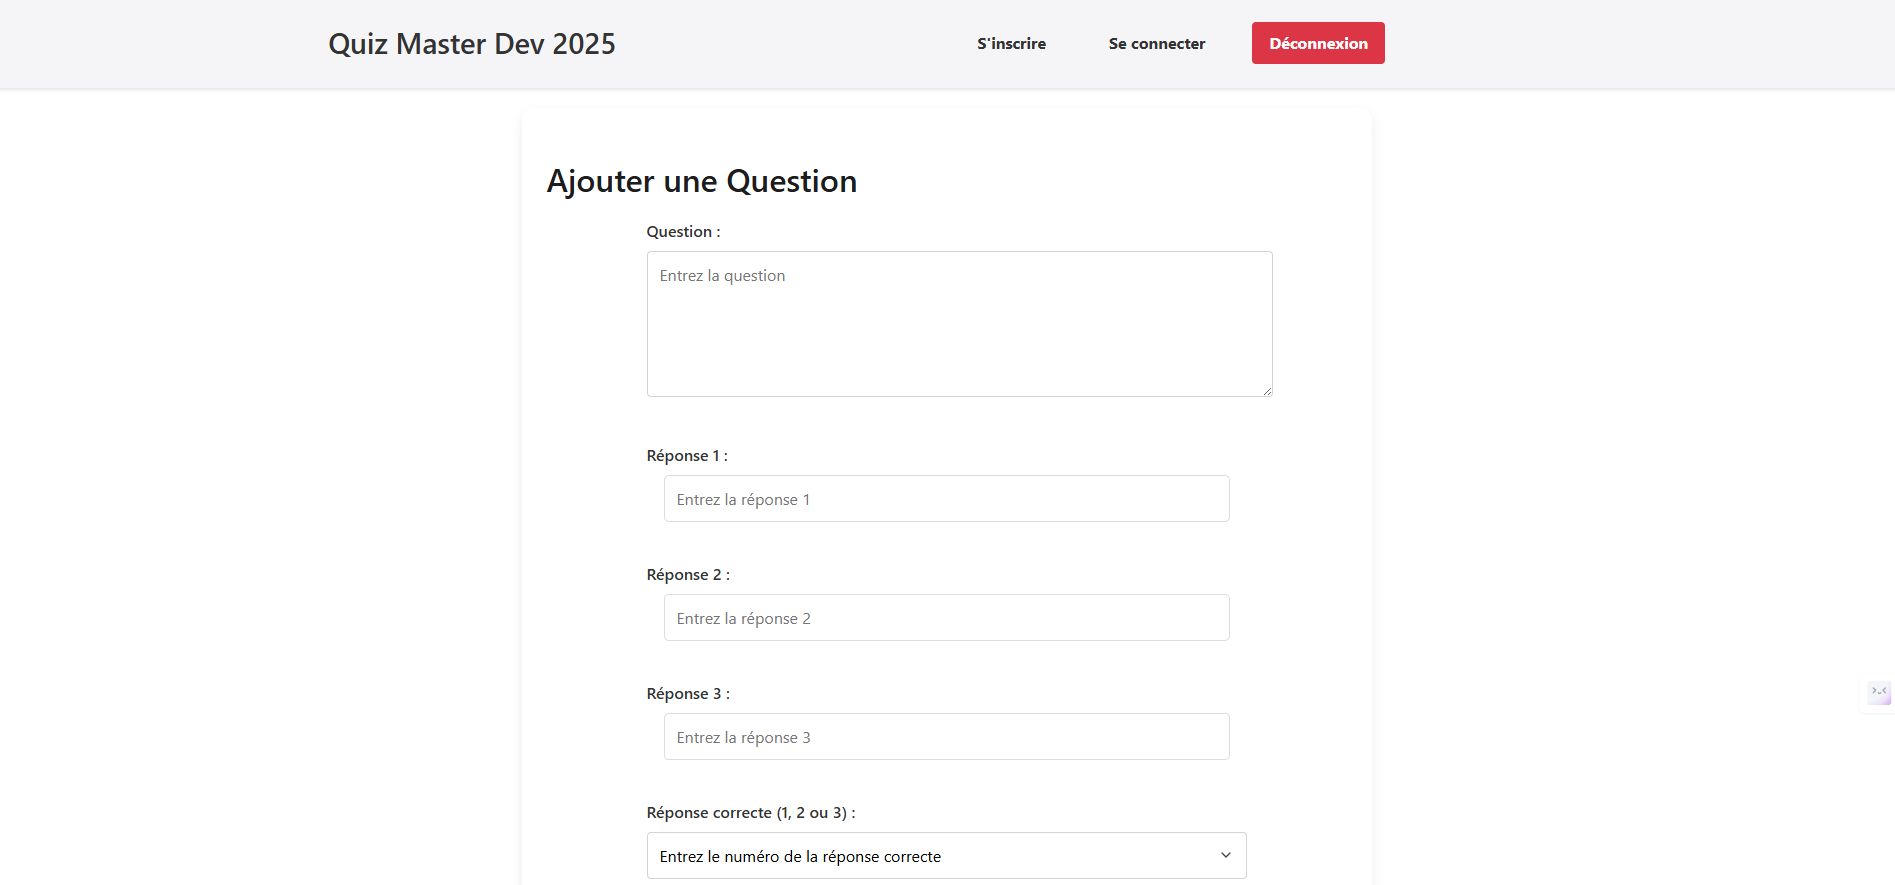 Quiz Master Dev 2025
S'inscrire
Se connecter
Déconnexion
Ajouter une Question
Question :
Entrez la question
Réponse 1 :
Entrez la réponse 1
Réponse 2 :
Entrez la réponse 2
Réponse 3 :
Entrez la réponse 3
Réponse correcte (1, 2 ou 3) :
Entrez le numéro de la réponse correcte